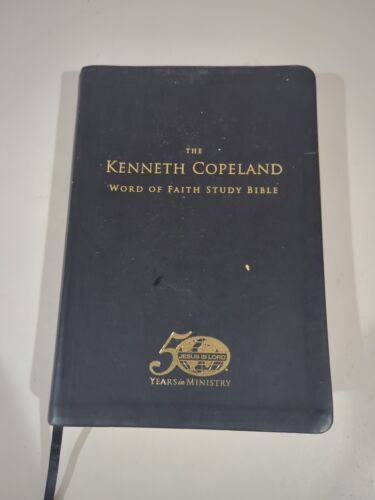 THE
KENNETH COPELAND
WORD OF FAITH STUDY BIBLE
50
JESUS IS LORD
YEARS in MINISTRY